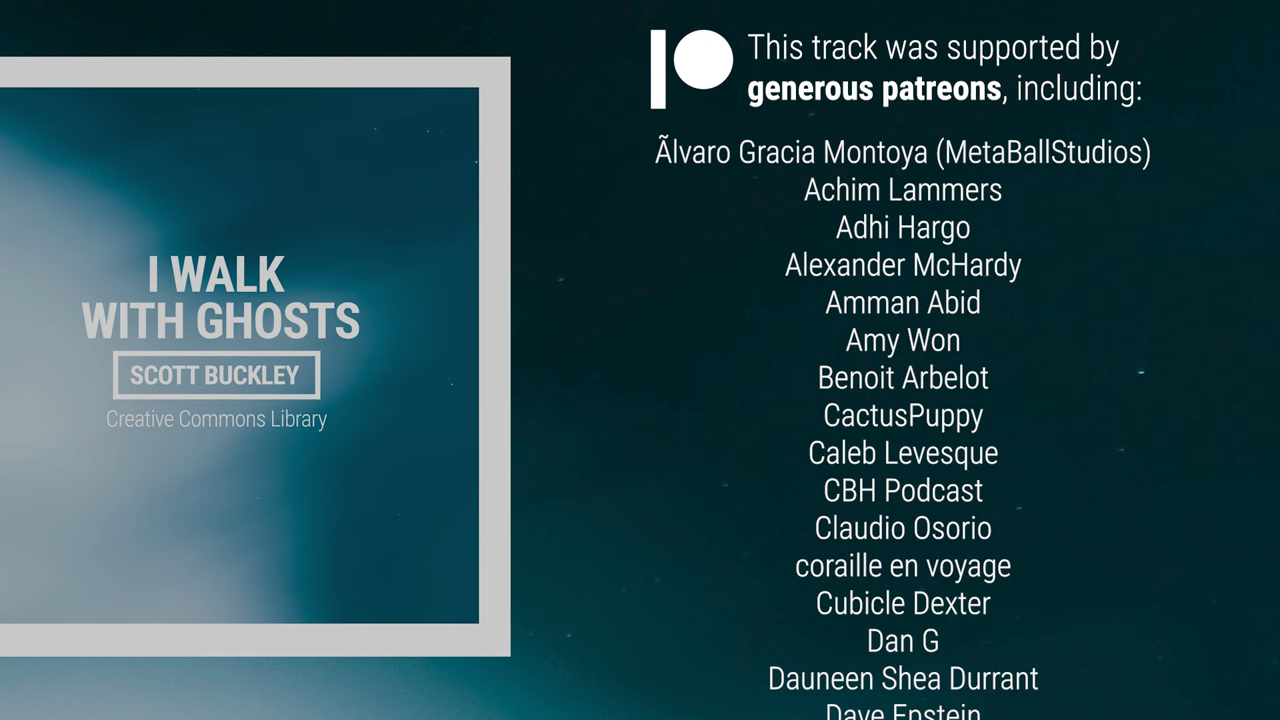 I WALK
WITH GHOSTS
SCOTT BUCKLEY
Creative Commons Library
This track was supported by
generous patreons, including:
Ãlvaro Gracia Montoya (MetaBallStudios)
Achim Lammers
Adhi Hargo
Alexander McHardy
Amman Abid
Amy Won
Benoit Arbelot
CactusPuppy
Caleb Levesque
CBH Podcast
Claudio Osorio
coraille en voyage
Cubicle Dexter
Dan G
Dauneen Shea Durrant
Dave Epstein